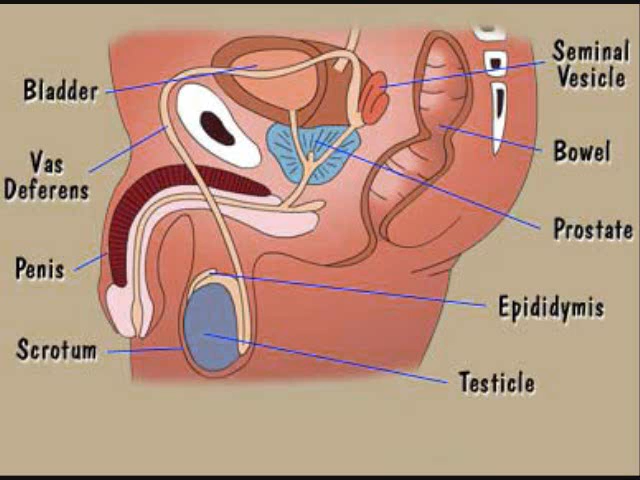 Bladder
Vas
Deferens
Penis
Scrotum
Seminal
Vesicle
Bowel
Prostate
Epididymis
Testicle